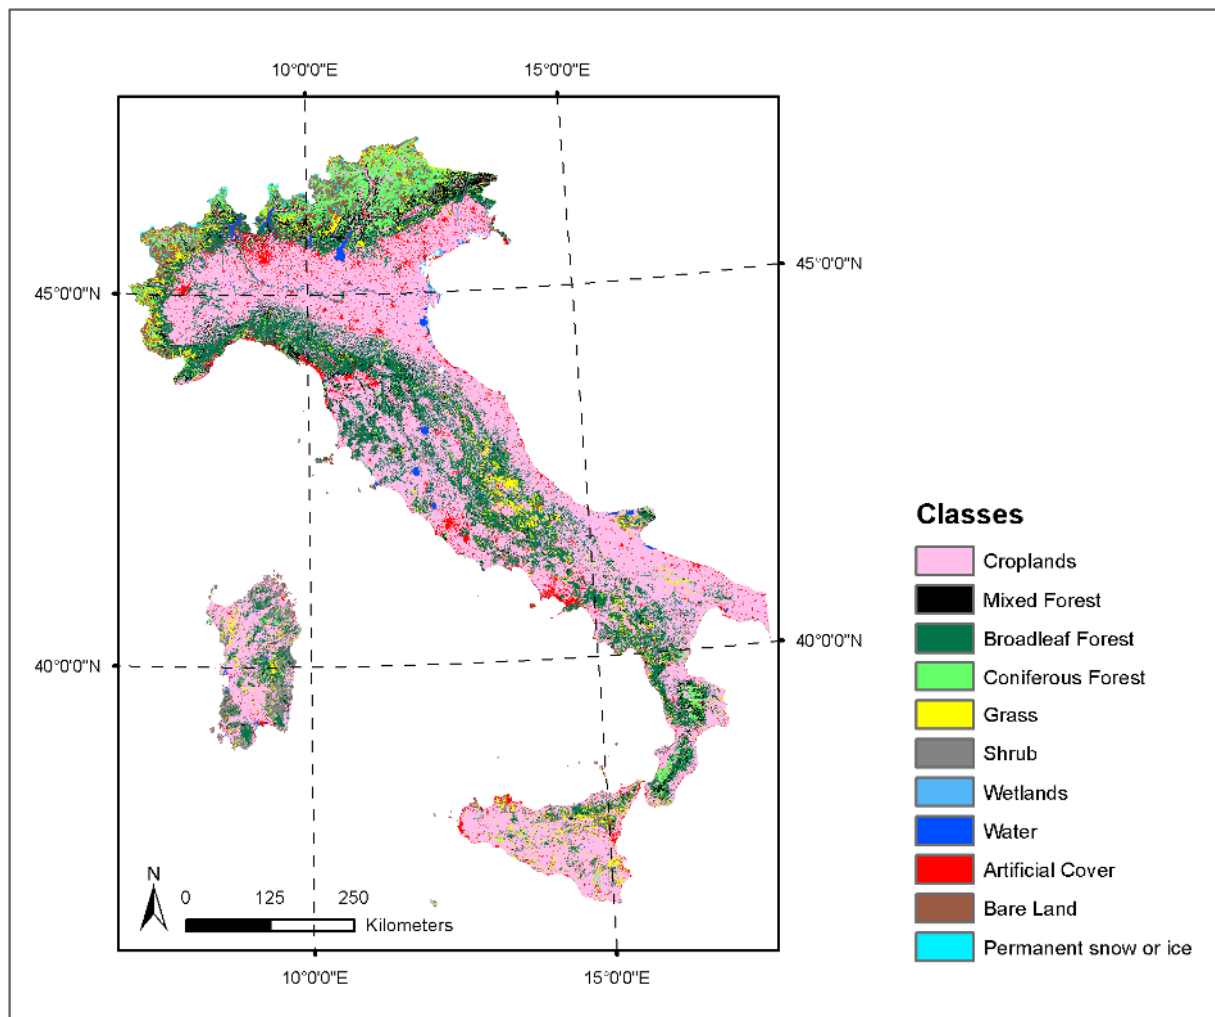 10°0'0"E 15°0'0"E
45°0'0"N
45°0'0"N
40°0'0"N
40°0'0"N
N
0 125 250
Kilometers
10°0'0"E 15°0'0"E
Classes
Croplands
Mixed Forest
Broadleaf Forest
Coniferous Forest
Grass
Shrub
Wetlands
Water
Artificial Cover
Bare Land
Permanent snow or ice